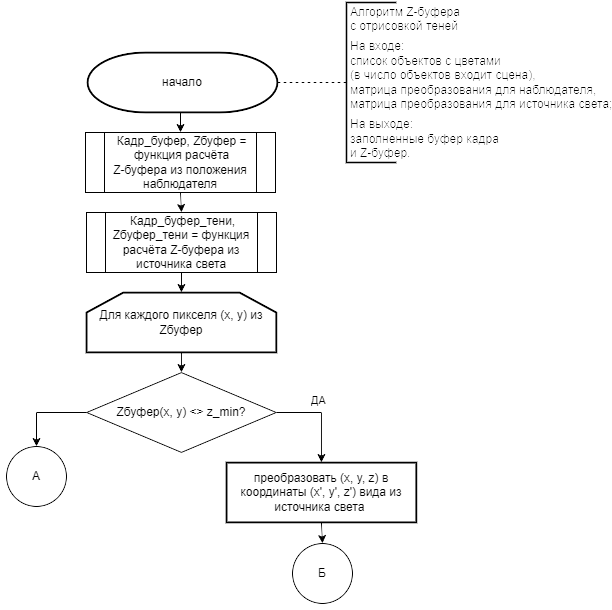 Алгоритм Z-буфера
с отрисовкой теней
На входе:
список объектов с цветами
(в число объектов входит сцена),
матрица преобразования для наблюдателя,
матрица преобразования для источника света;
На выходе:
заполненные буфер кадра
и Z-буфер.
начало
Кадр_буфер, Zбуфер =
функция расчёта
Z-буфера из положения
наблюдателя
Кадр_буфер_тени,
Zбуфер_тени = функция
расчёта Z-буфера из
источника света
Для каждого пикселя (x, y) из
Zбуфер
Zбуфер(x, y) <> z_min?
ДА
А
преобразовать (x, y, z) в
координаты (x', y', z') вида из
источника света
Б